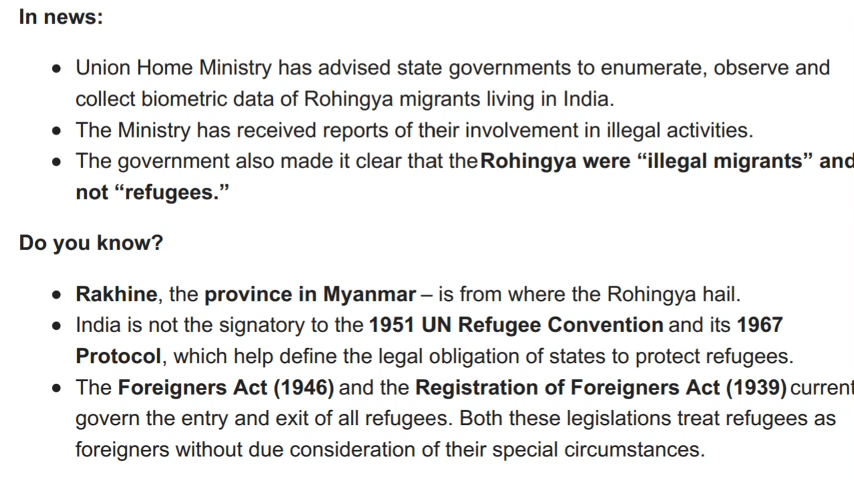 In news:
• Union Home Ministry has advised state governments to enumerate, observe and
collect biometric data of Rohingya migrants living in India.
• The Ministry has received reports of their involvement in illegal activities.
• The government also made it clear that the Rohingya were “illegal migrants” and
not “refugees.”
Do you know?
• Rakhine, the province in Myanmar – is from where the Rohingya hail.
• India is not the signatory to the 1951 UN Refugee Convention and its 1967
Protocol, which help define the legal obligation of states to protect refugees.
• The Foreigners Act (1946) and the Registration of Foreigners Act (1939) current
govern the entry and exit of all refugees. Both these legislations treat refugees as
foreigners without due consideration of their special circumstances.